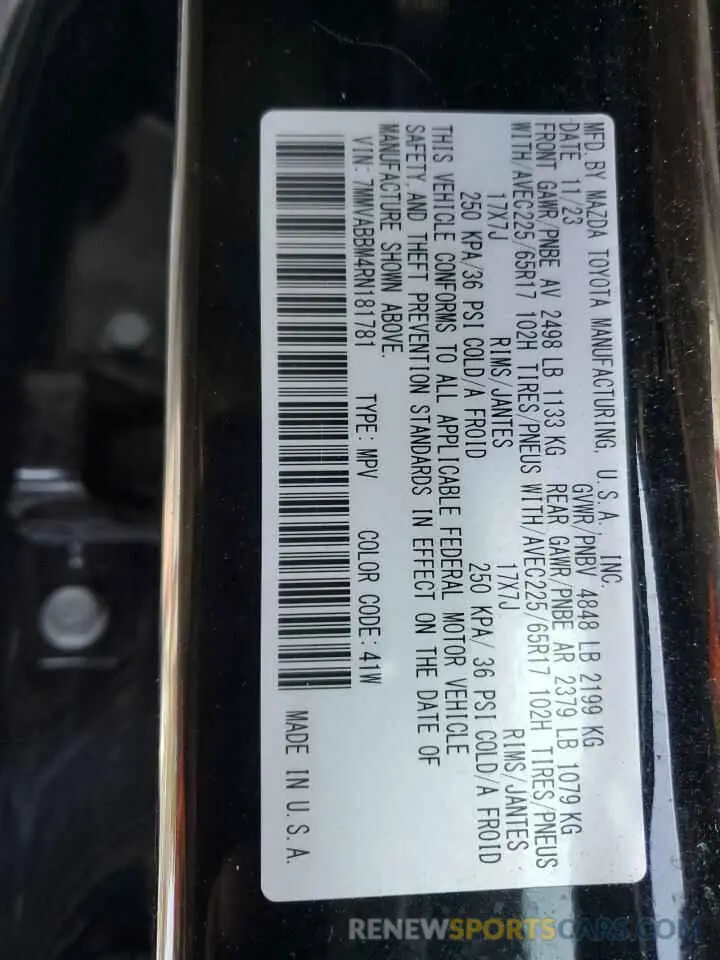 MFD. BY MAZDA TOYOTA MANUFACTURING, U.S.A., INC.
DATE 11/23 GVWR/PNBV 4848 LB 2199 KG
FRONT GAWR/PNBE AV 2498 LB 1133 KG REAR GAWR/PNBE AR 2379 LB 1079 KG
WITH/AVEC225/65R17 102H TIRES/PNEUS WITH/AVEC225/65R17 102H TIRES/PNEUS
17X7J RIMS/JANTES 17X7J RIMS/JANTES
250 KPA/36 PSI COLD/A FROID 250 KPA/ 36 PSI COLD/A FROID
THIS VEHICLE CONFORMS TO ALL APPLICABLE FEDERAL MOTOR VEHICLE
SAFETY, AND THEFT PREVENTION STANDARDS IN EFFECT ON THE DATE OF
MANUFACTURE SHOWN ABOVE.
VIN: 7MMVABBM4RN181781 TYPE: MPV COLOR CODE: 41W
MADE IN U.S.A.
RENEWSPORTSCARS.COM